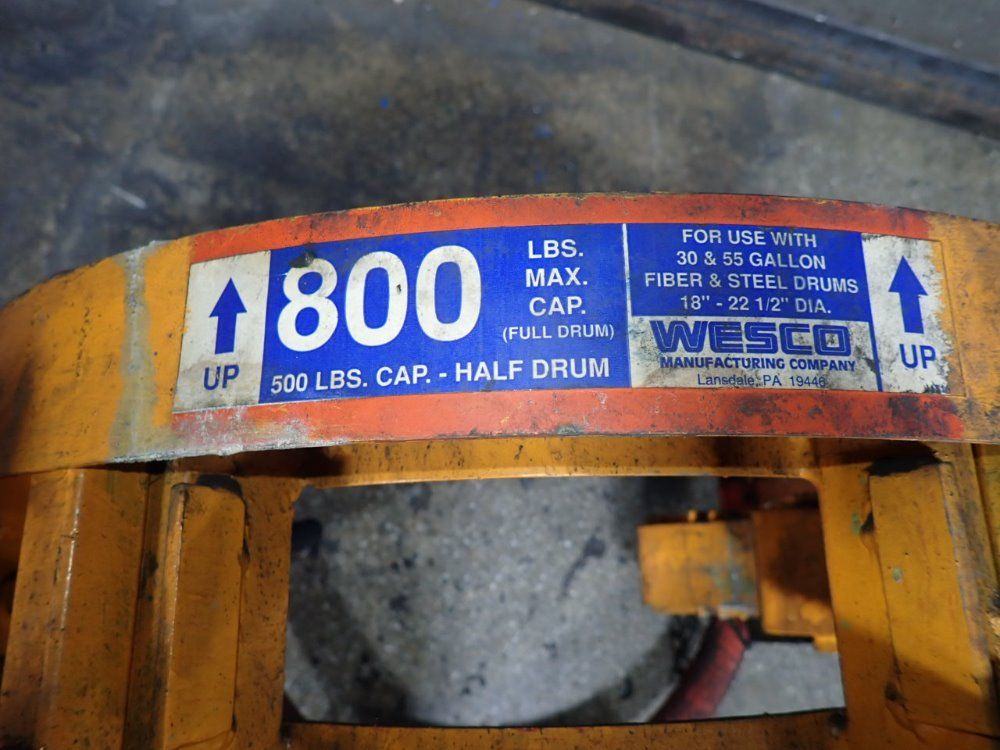 UP
800
LBS.
MAX.
CAP.
(FULL DRUM)
500 LBS. CAP. - HALF DRUM
FOR USE WITH
30 & 55 GALLON
FIBER & STEEL DRUMS
18" - 22 1/2" DIA.
WESCO
MANUFACTURING COMPANY
Lansdale, PA 19446
UP